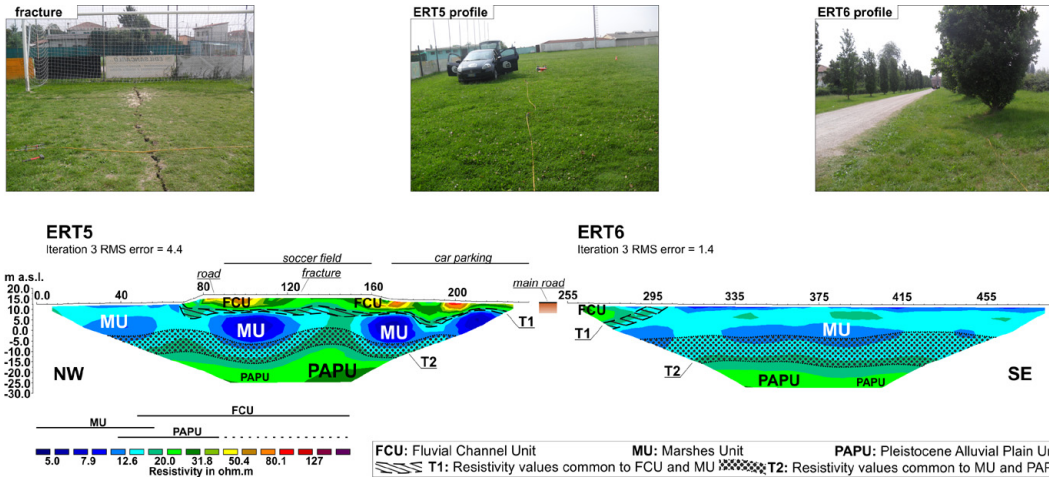 fracture
ERT5 profile
ERT6 profile
ERT5
Iteration 3 RMS error = 4.4
ERT6
Iteration 3 RMS error = 1.4
soccer field
car parking
m a.s.l.
road
fracture
main road
20.0
15.0
10.0
5.0
0.0
-5.0
-10.0
-15.0
-20.0
-25.0
-30.0
0.0 40 80 120 160 200
255 295 335 375 415 455
FCU FCU
FCU
MU MU MU
MU
T1
T1
T2
T2
PAPU PAPU
PAPU PAPU
NW
SE
FCU
MU
PAPU
5.0 7.9 12.6 20.0 31.8 50.4 80.1 127
Resistivity in ohm.m
FCU: Fluvial Channel Unit MU: Marshes Unit PAPU: Pleistocene Alluvial Plain Un
T1: Resistivity values common to FCU and MU T2: Resistivity values common to MU and PAP